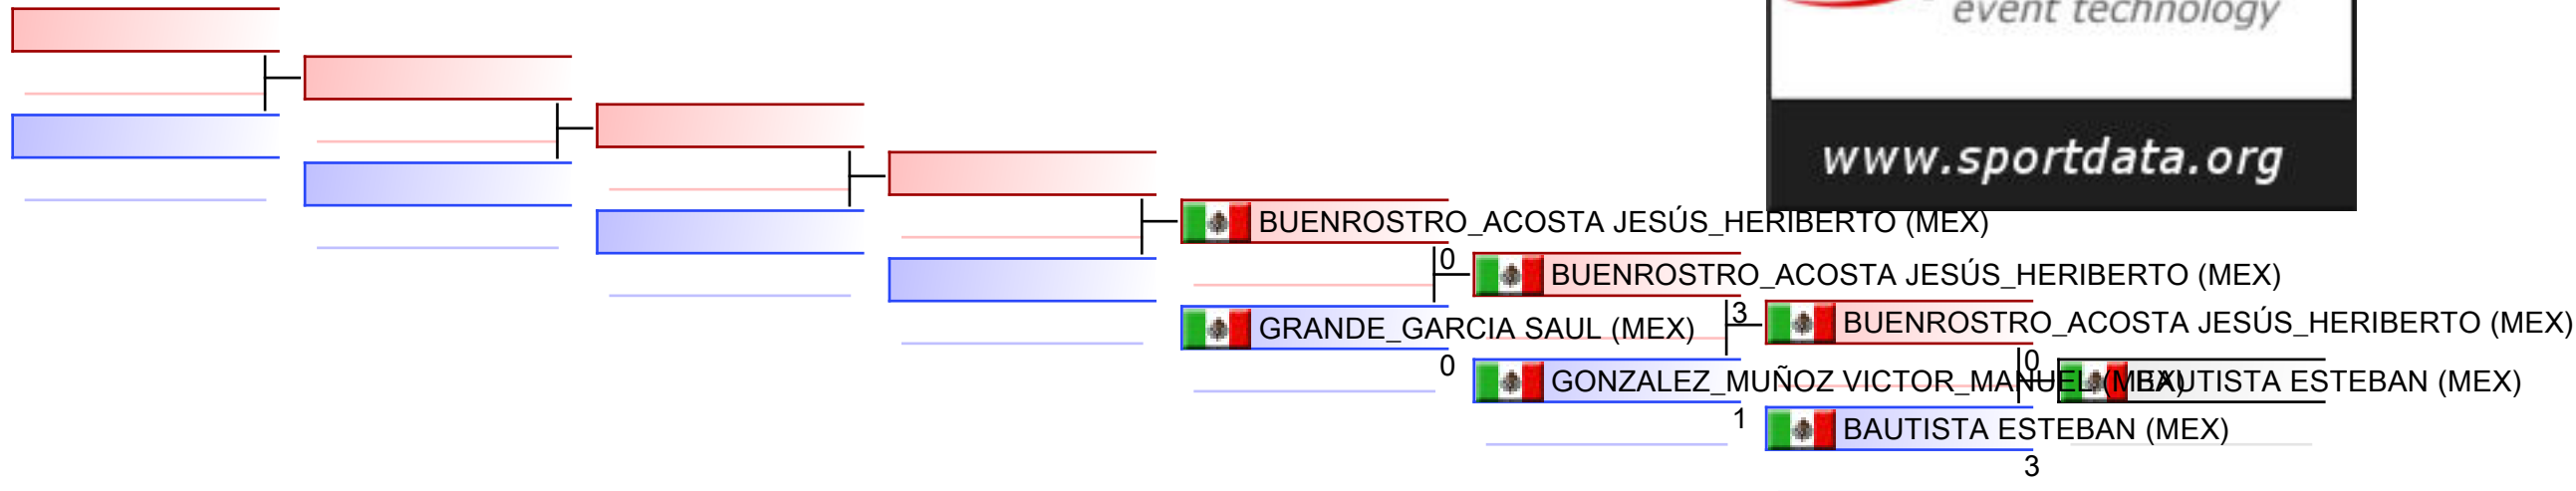 event technology
www.sportdata.org
BUENROSTRO_ACOSTA JESÚS_HERIBERTO (MEX)
0
BUENROSTRO_ACOSTA JESÚS_HERIBERTO (MEX)
3
BUENROSTRO_ACOSTA JESÚS_HERIBERTO (MEX)
GRANDE_GARCIA SAUL (MEX)
0
0
GONZALEZ_MUÑOZ VICTOR_MANUEL (MEX)
BAUTISTA ESTEBAN (MEX)
1
BAUTISTA ESTEBAN (MEX)
3